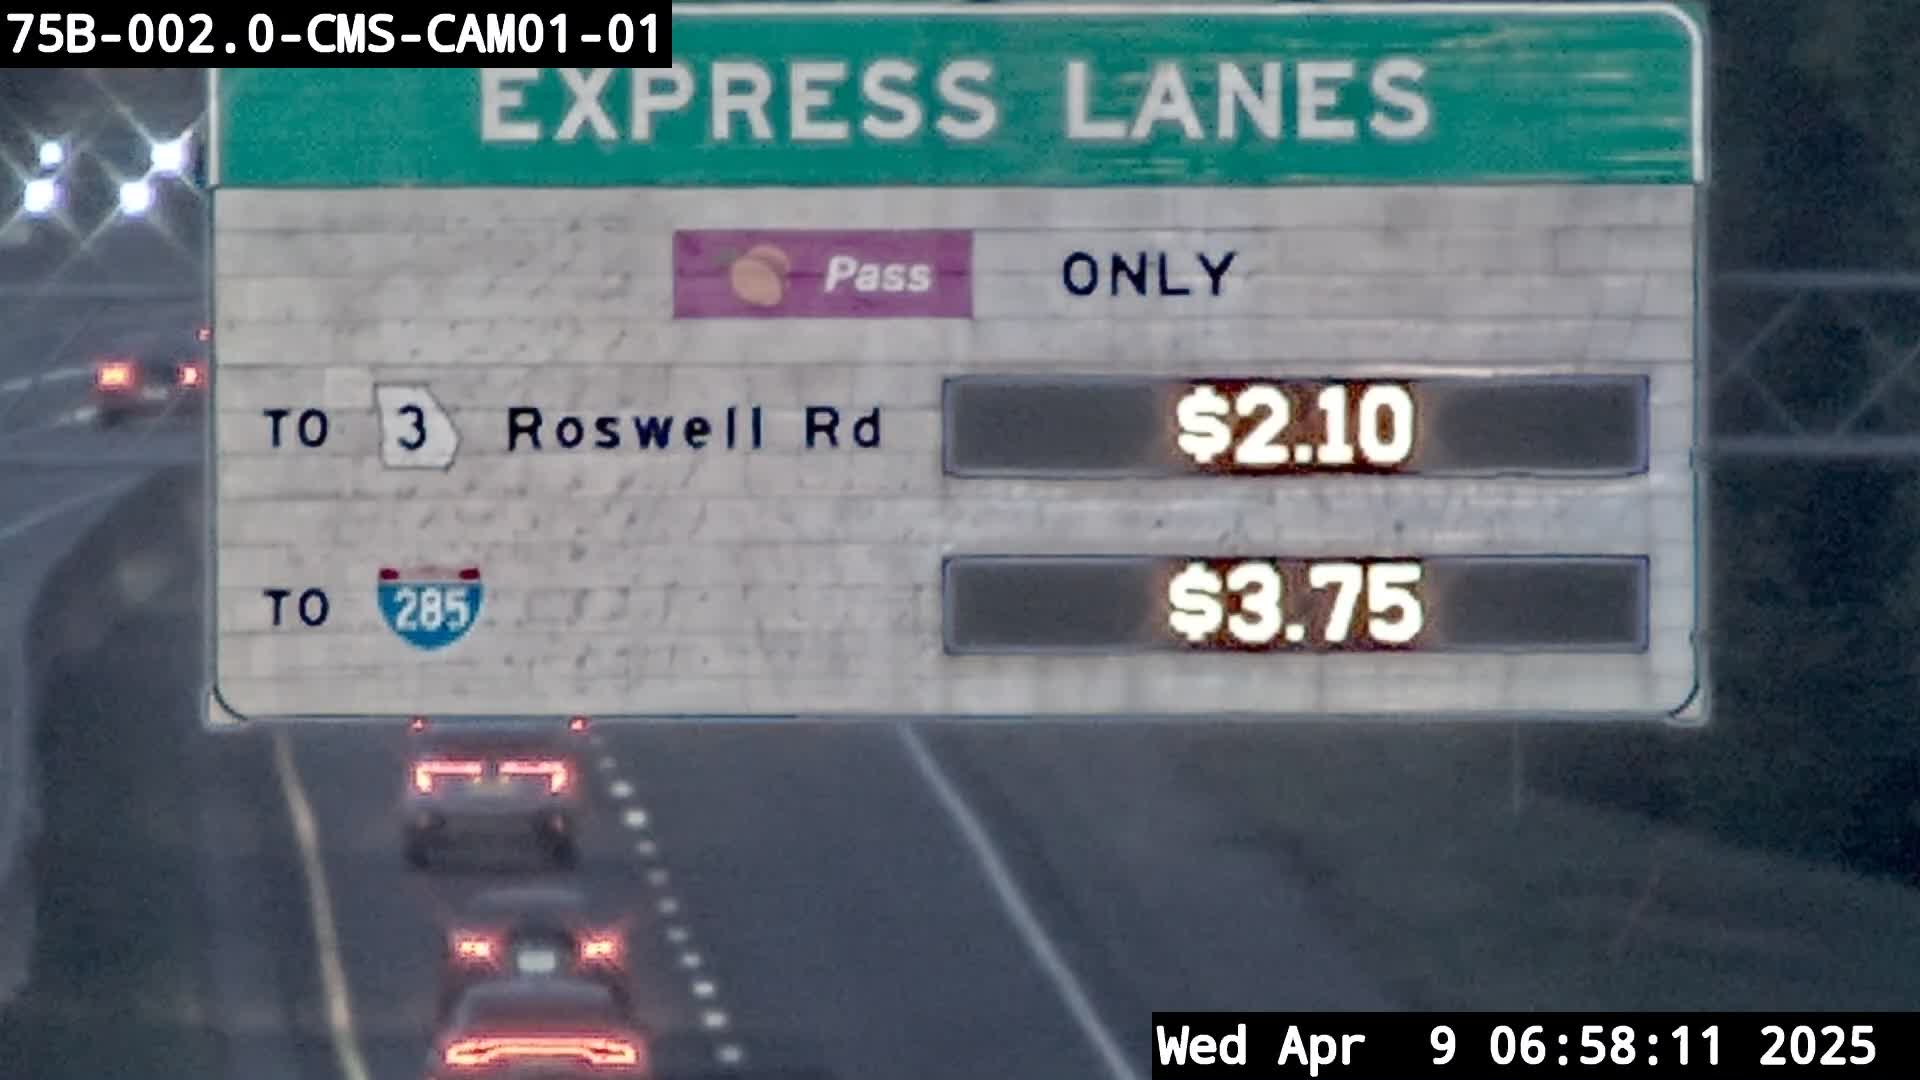 75B-002.0-CMS-CAM01-01
EXPRESS LANES
Pass ONLY
TO 3 Roswell Rd $2.10
TO 285 $3.75
Wed Apr 9 06:58:11 2025